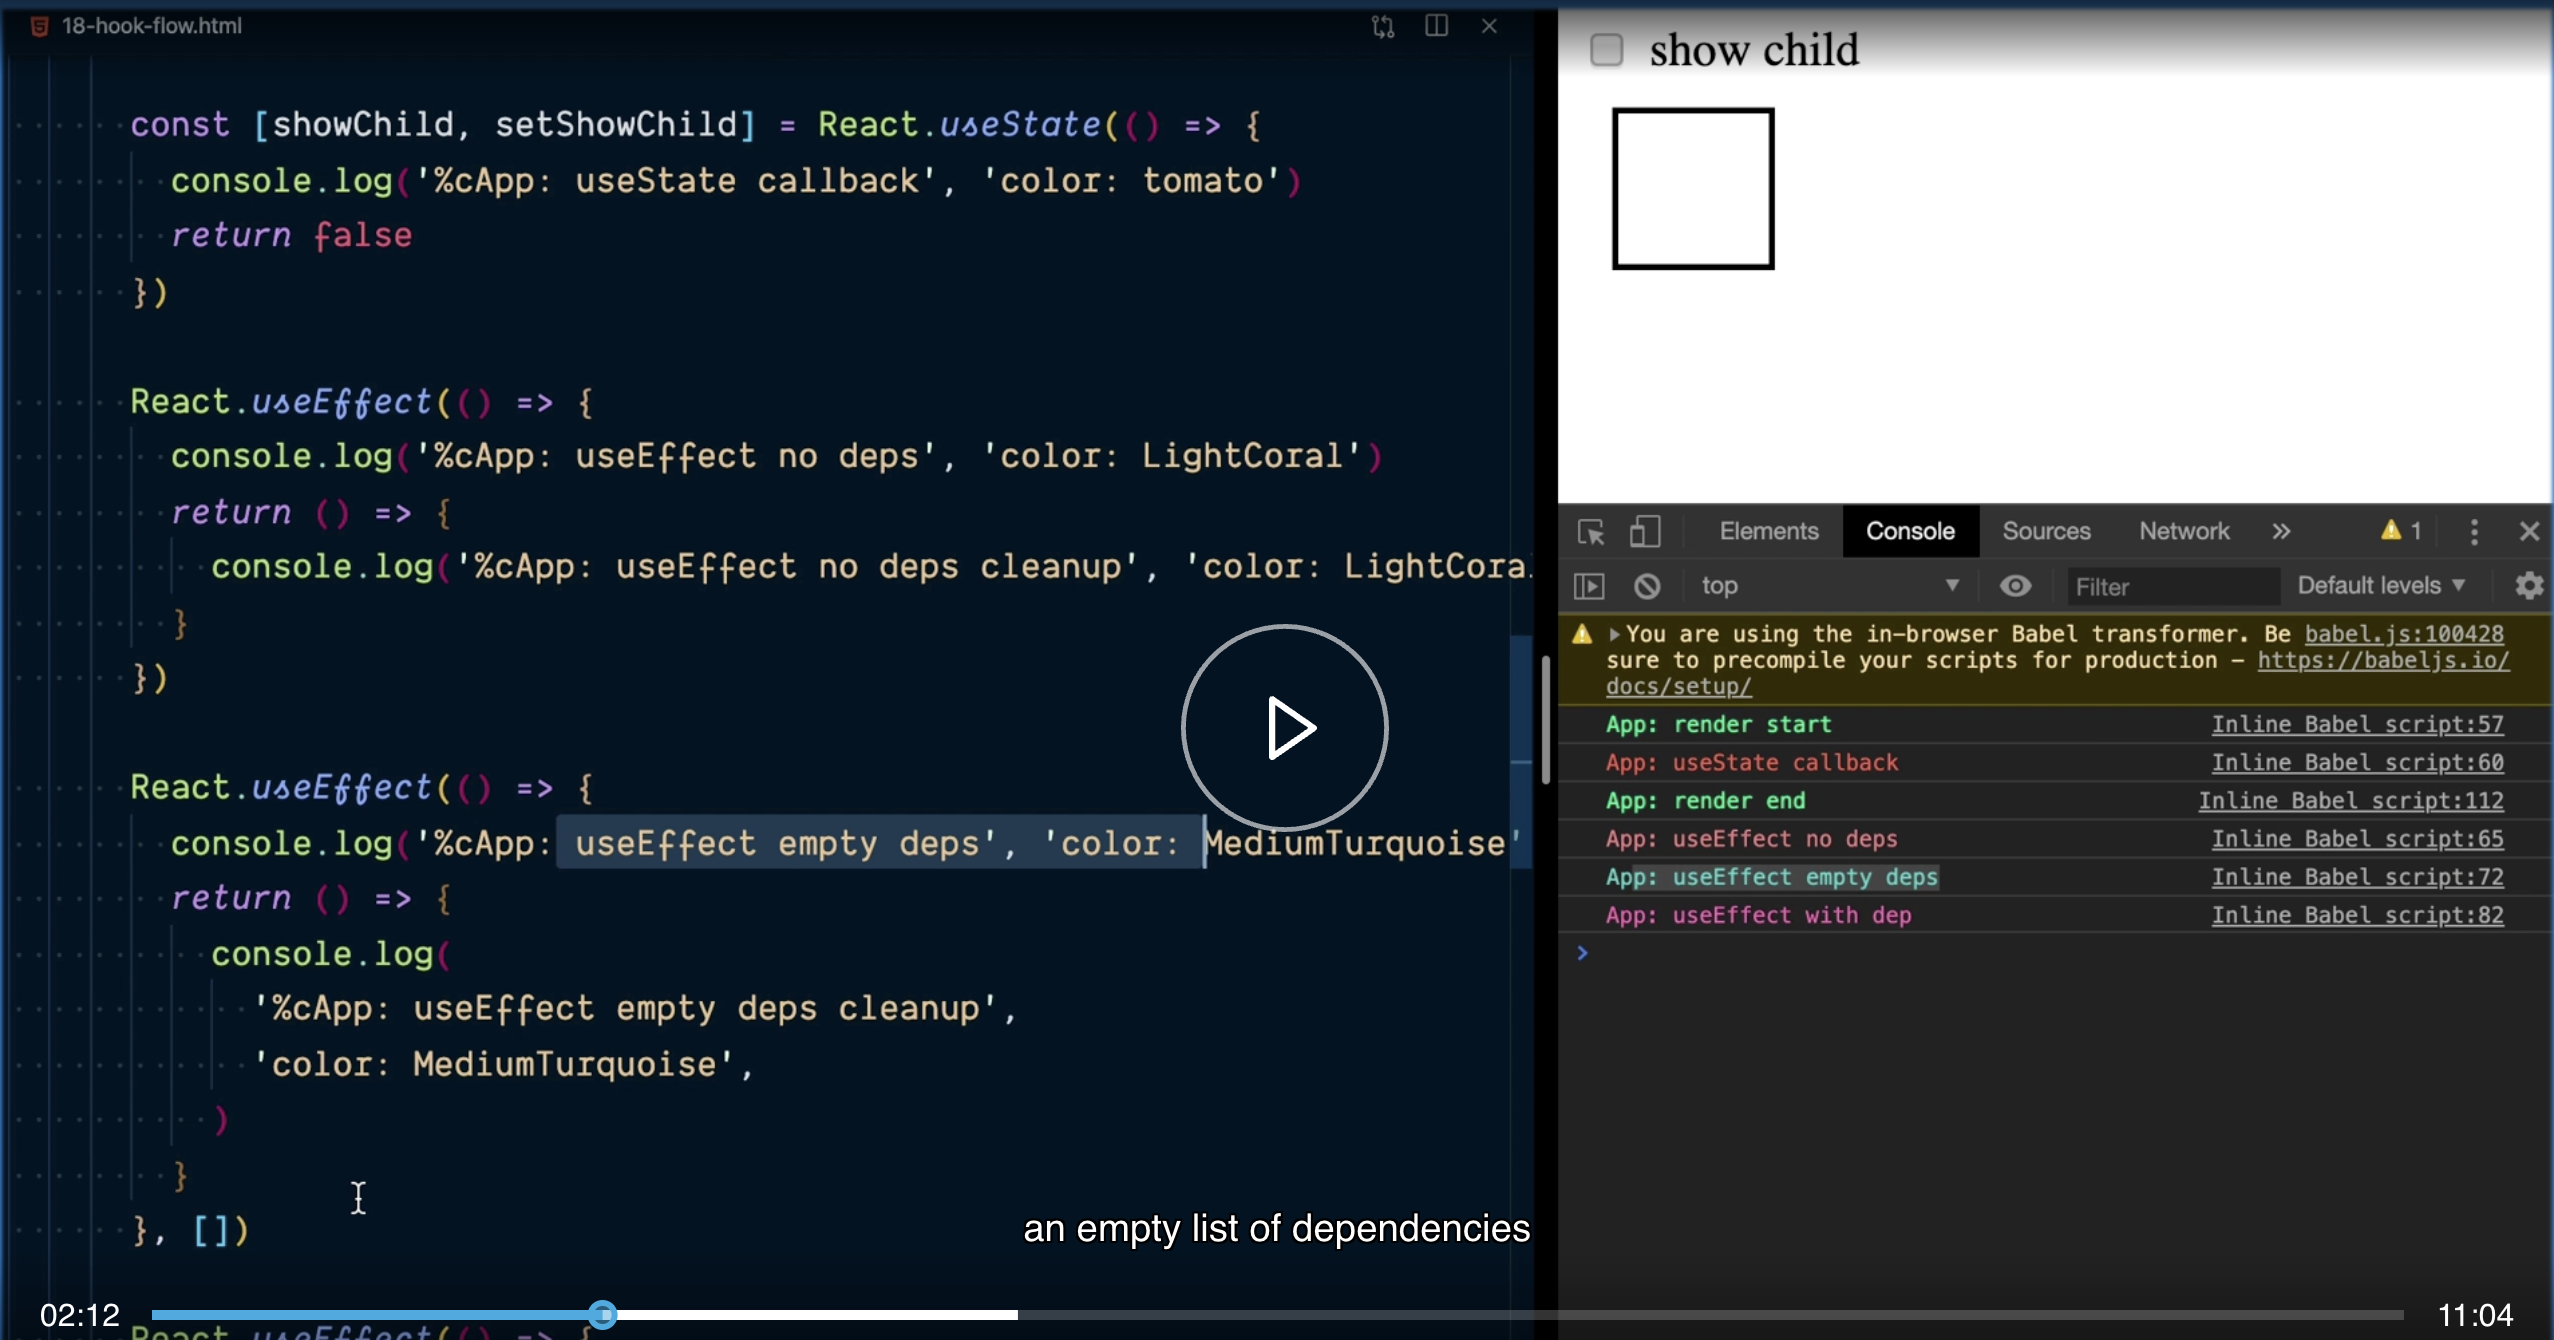 18-hook-flow.html
const [showChild, setShowChild] = React.useState(() => {
console.log('%cApp: useState callback', 'color: tomato')
return false
})
React.useEffect(() => {
console.log('%cApp: useEffect no deps', 'color: LightCoral')
return () => {
console.log('%cApp: useEffect no deps cleanup', 'color: LightCoral
}
})
React.useEffect(() => {
console.log('%cApp: useEffect empty deps', 'color: MediumTurquoise'
return () => {
console.log(
'%cApp: useEffect empty deps cleanup',
'color: MediumTurquoise',
)
}
}, [])
React.useEffect(() => {
an empty list of dependencies
02:12
11:04
show child
Elements Console Sources Network » 1
top Filter Default levels
You are using the in-browser Babel transformer. Be babel.js:100428
sure to precompile your scripts for production – https://babeljs.io/
docs/setup/
App: render start Inline Babel script:57
App: useState callback Inline Babel script:60
App: render end Inline Babel script:112
App: useEffect no deps Inline Babel script:65
App: useEffect empty deps Inline Babel script:72
App: useEffect with dep Inline Babel script:82